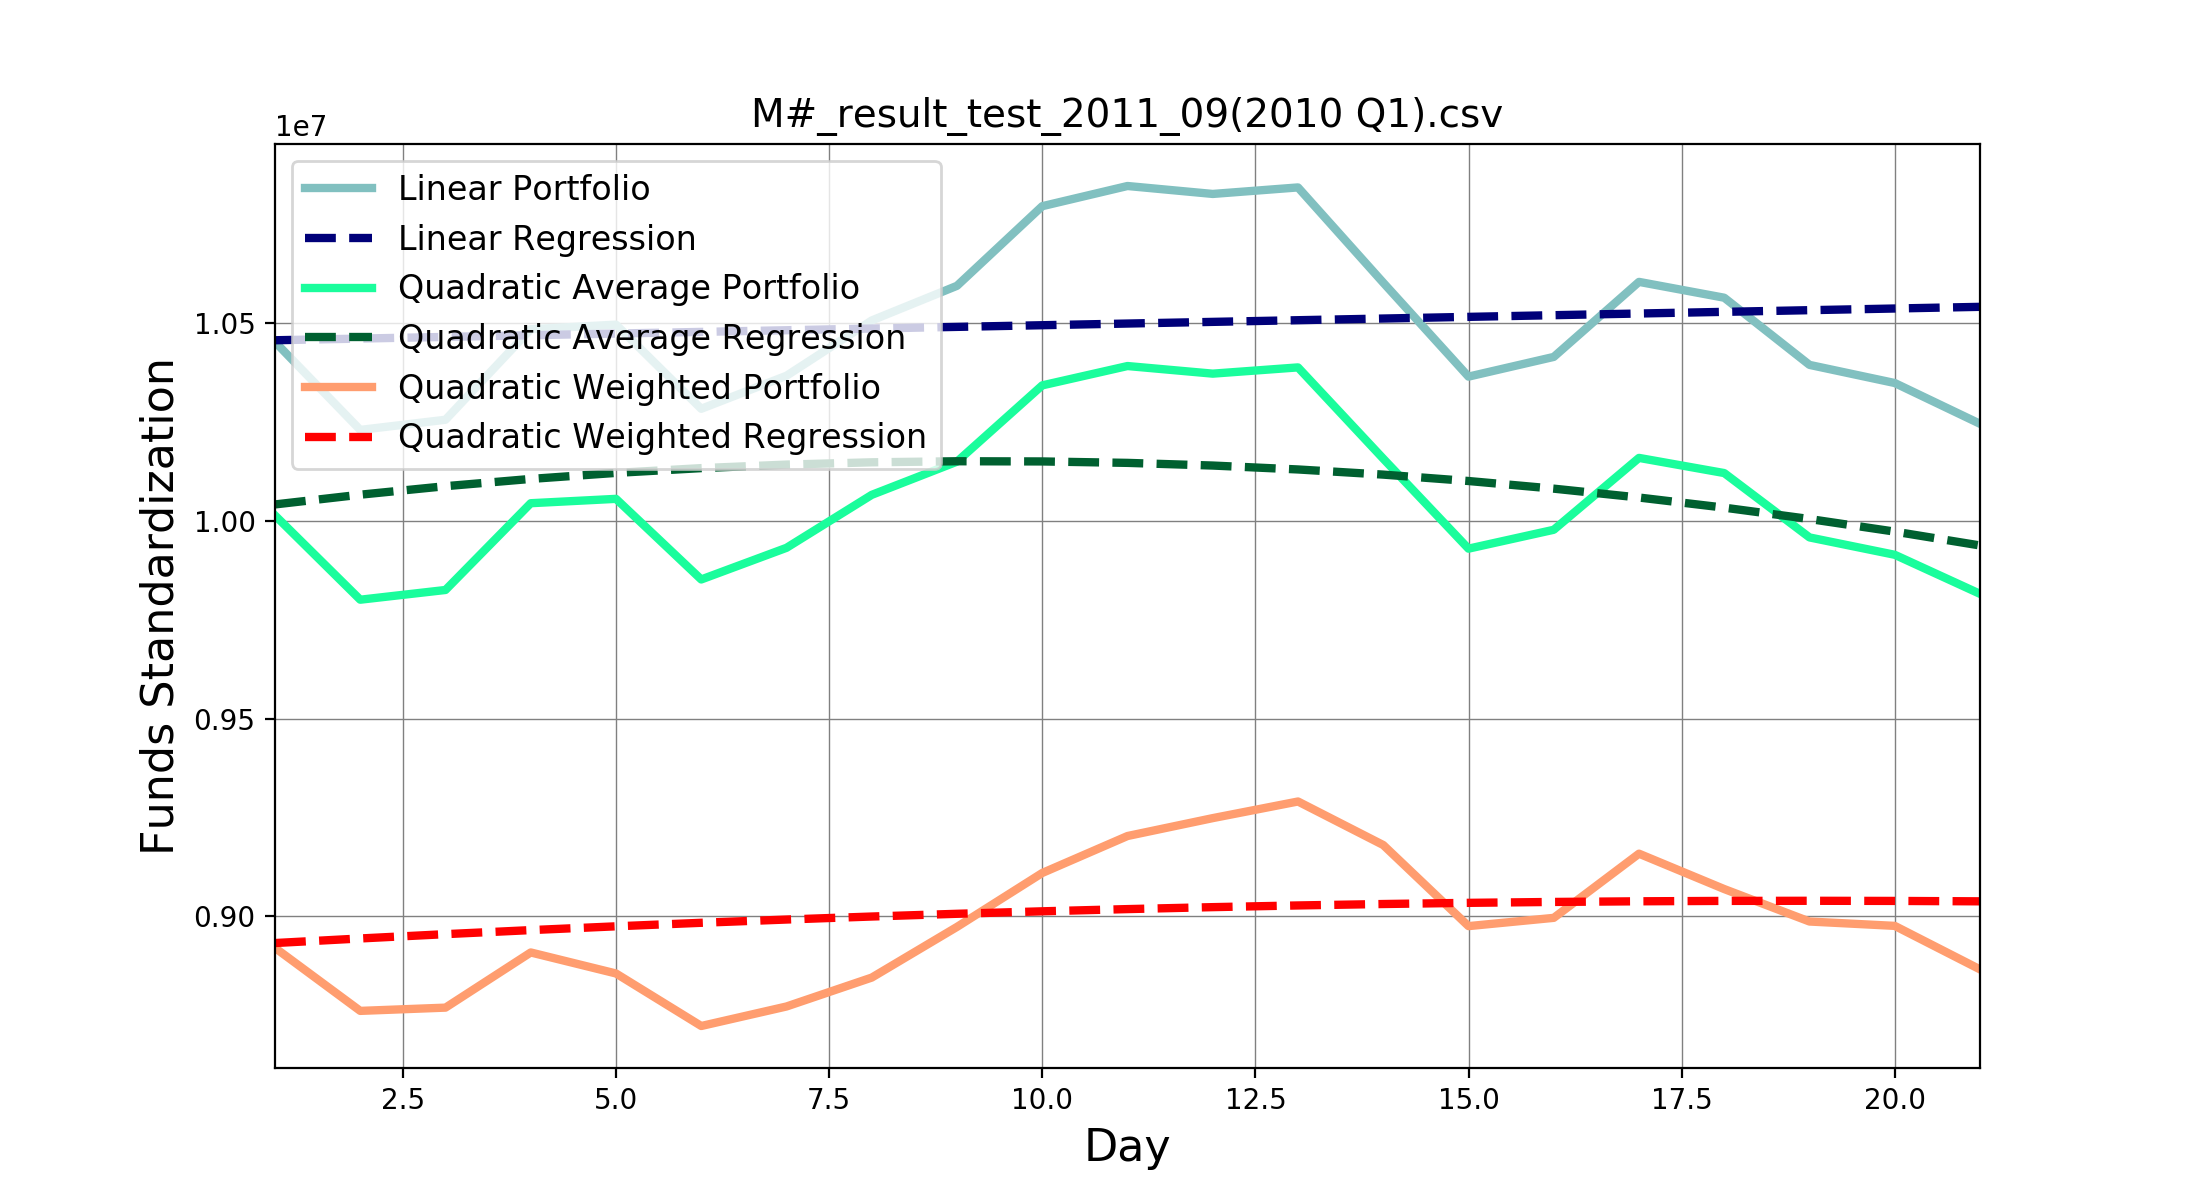 M#_result_test_2011_09(2010 Q1).csv
1e7
Linear Portfolio
Linear Regression
Quadratic Average Portfolio
Quadratic Average Regression
Quadratic Weighted Portfolio
Quadratic Weighted Regression
Funds Standardization
1.05
1.00
0.95
0.90
2.5 5.0 7.5 10.0 12.5 15.0 17.5 20.0
Day